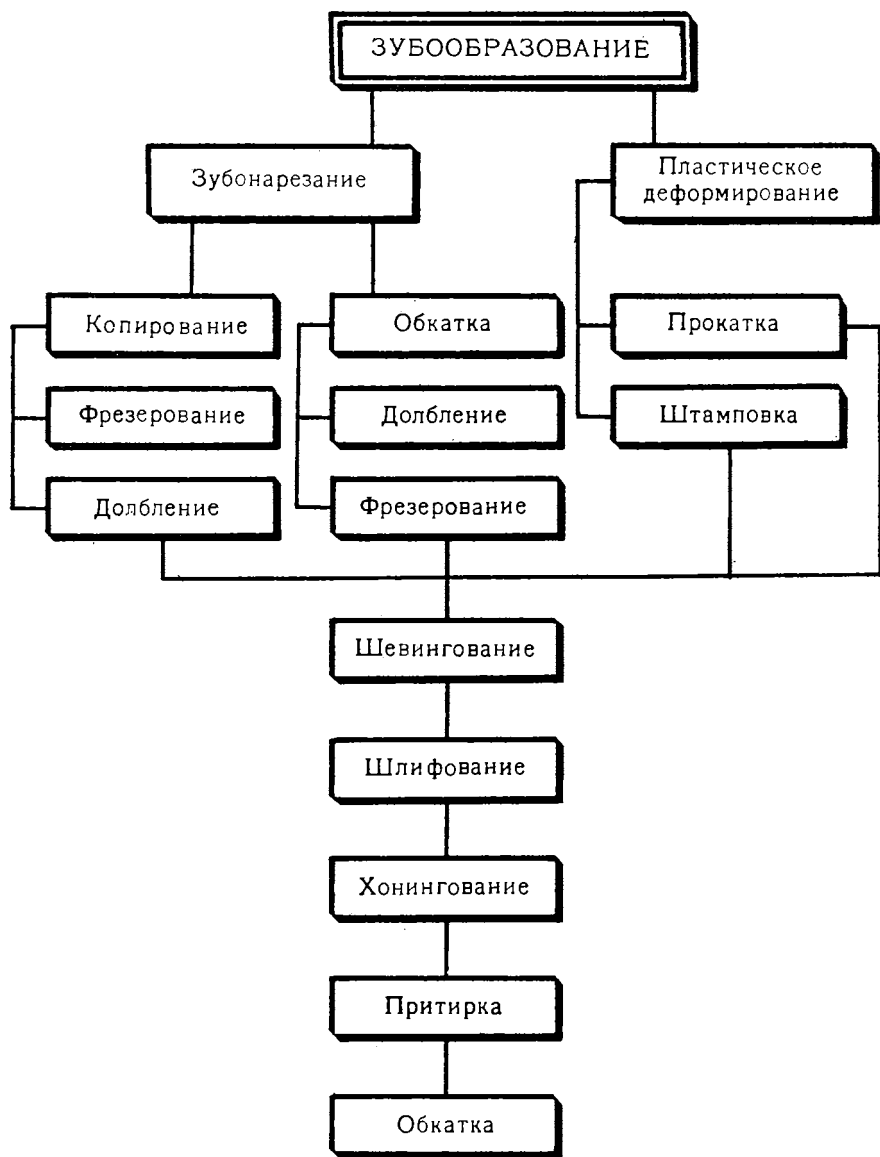 ЗУБООБРАЗОВАНИЕ
Зубонарезание
Пластическое
деформирование
Копирование
Обкатка
Прокатка
Фрезерование
Долбление
Штамповка
Долбление
Фрезерование
Шевингование
Шлифование
Хонингование
Притирка
Обкатка